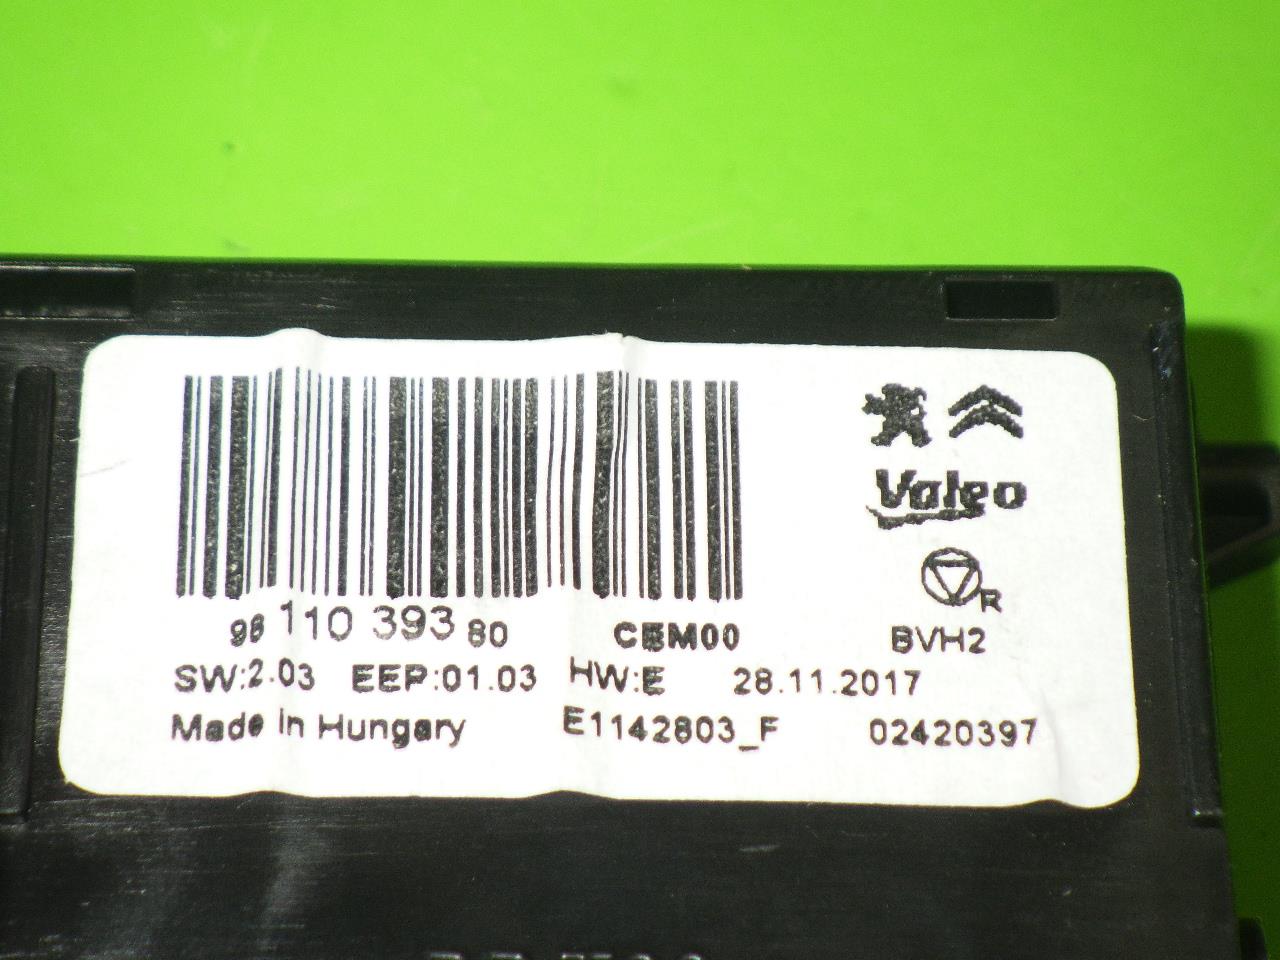 Valeo
R
98 110 393 80 CBM00 BVH2
SW:2.03 EEP:01.03 HW:E 28.11.2017
Made in Hungary E1142803_F 02420397